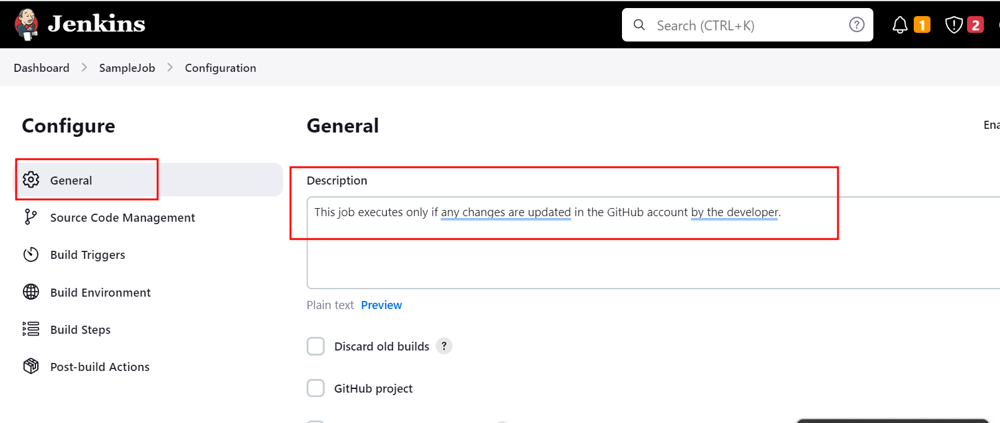 Jenkins
Search (CTRL+K)
?
1
2
Dashboard > SampleJob > Configuration
Configure
General
Source Code Management
Build Triggers
Build Environment
Build Steps
Post-build Actions
General
Ena
Description
This job executes only if any changes are updated in the GitHub account by the developer.
Plain text Preview
Discard old builds ?
GitHub project